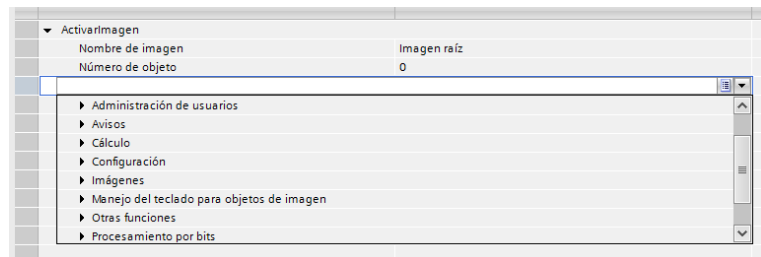 ActivarImagen
Nombre de imagen Imagen raíz
Número de objeto 0
Administración de usuarios
Avisos
Cálculo
Configuración
Imágenes
Manejo del teclado para objetos de imagen
Otras funciones
Procesamiento por bits